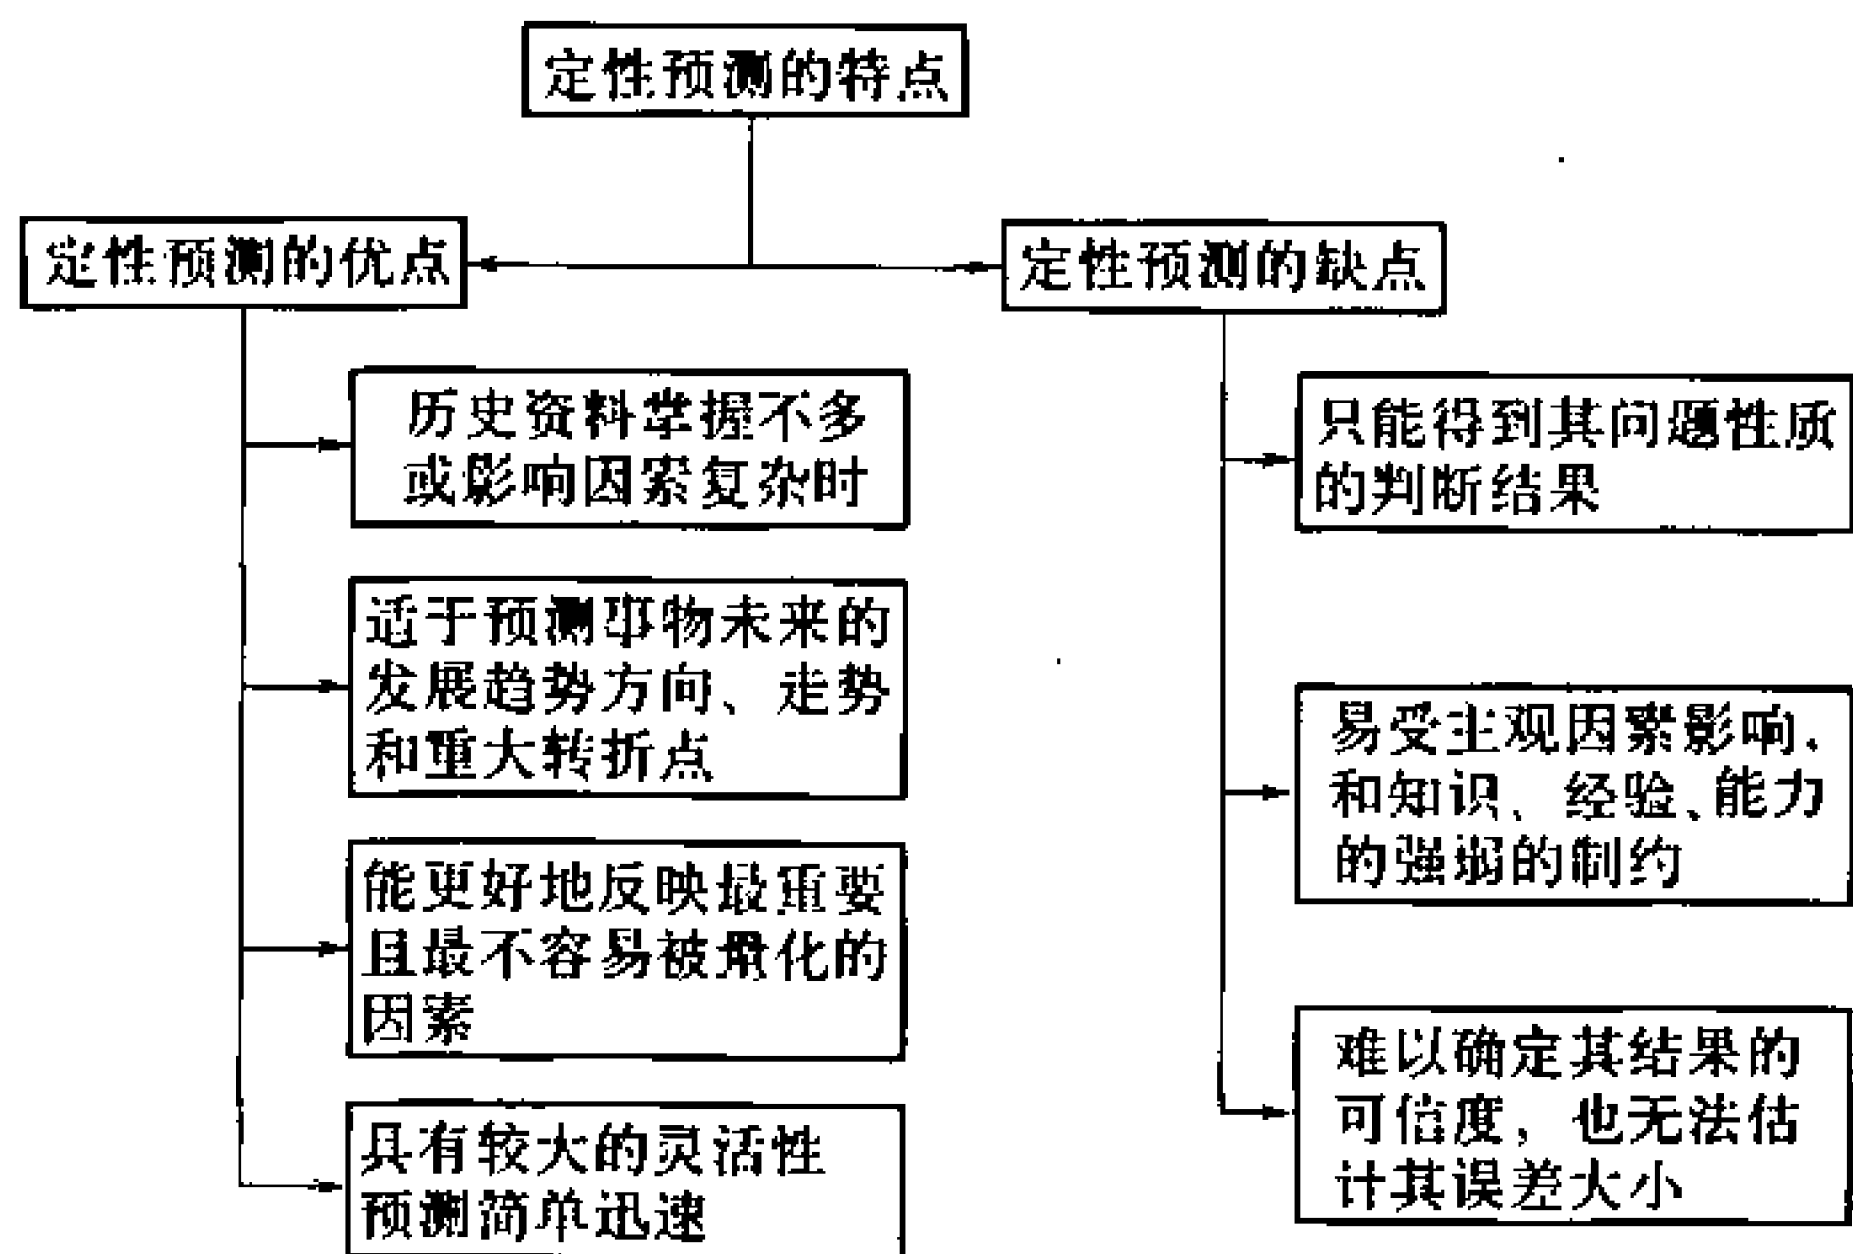 定性预测的特点
定性预测的优点
定性预测的缺点
历史资料掌握不多
或影响因素复杂时
适于预测事物未来的
发展趋势方向、走势
和重大转折点
能更好地反映最重要
且最不容易被量化的
因素
具有较大的灵活性
预测简单迅速
只能得到其问题性质
的判断结果
易受主观因素影响，
和知识、经验、能力
的强弱的制约
难以确定其结果的
可信度，也无法估
计其误差大小